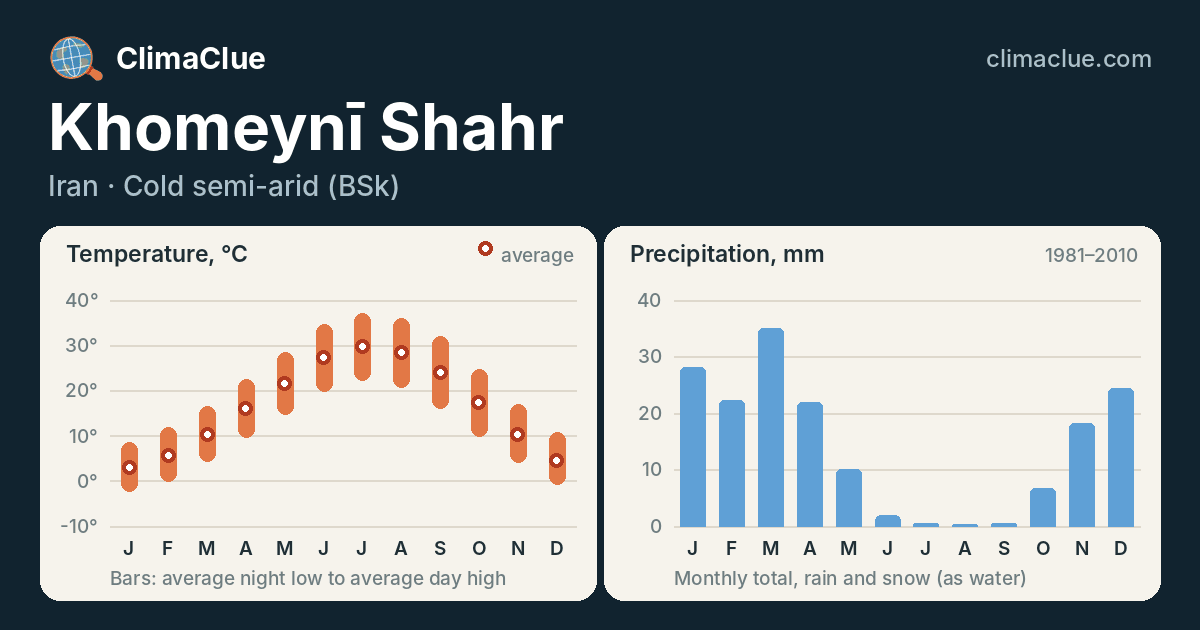 ClimaClue
climaclue.com
Khomeynī Shahr
Iran · Cold semi-arid (BSk)
Temperature, °C
average
40°
30°
20°
10°
0°
-10°
J F M A M J J A S O N D
Bars: average night low to average day high
Precipitation, mm
1981–2010
40
30
20
10
0
J F M A M J J A S O N D
Monthly total, rain and snow (as water)